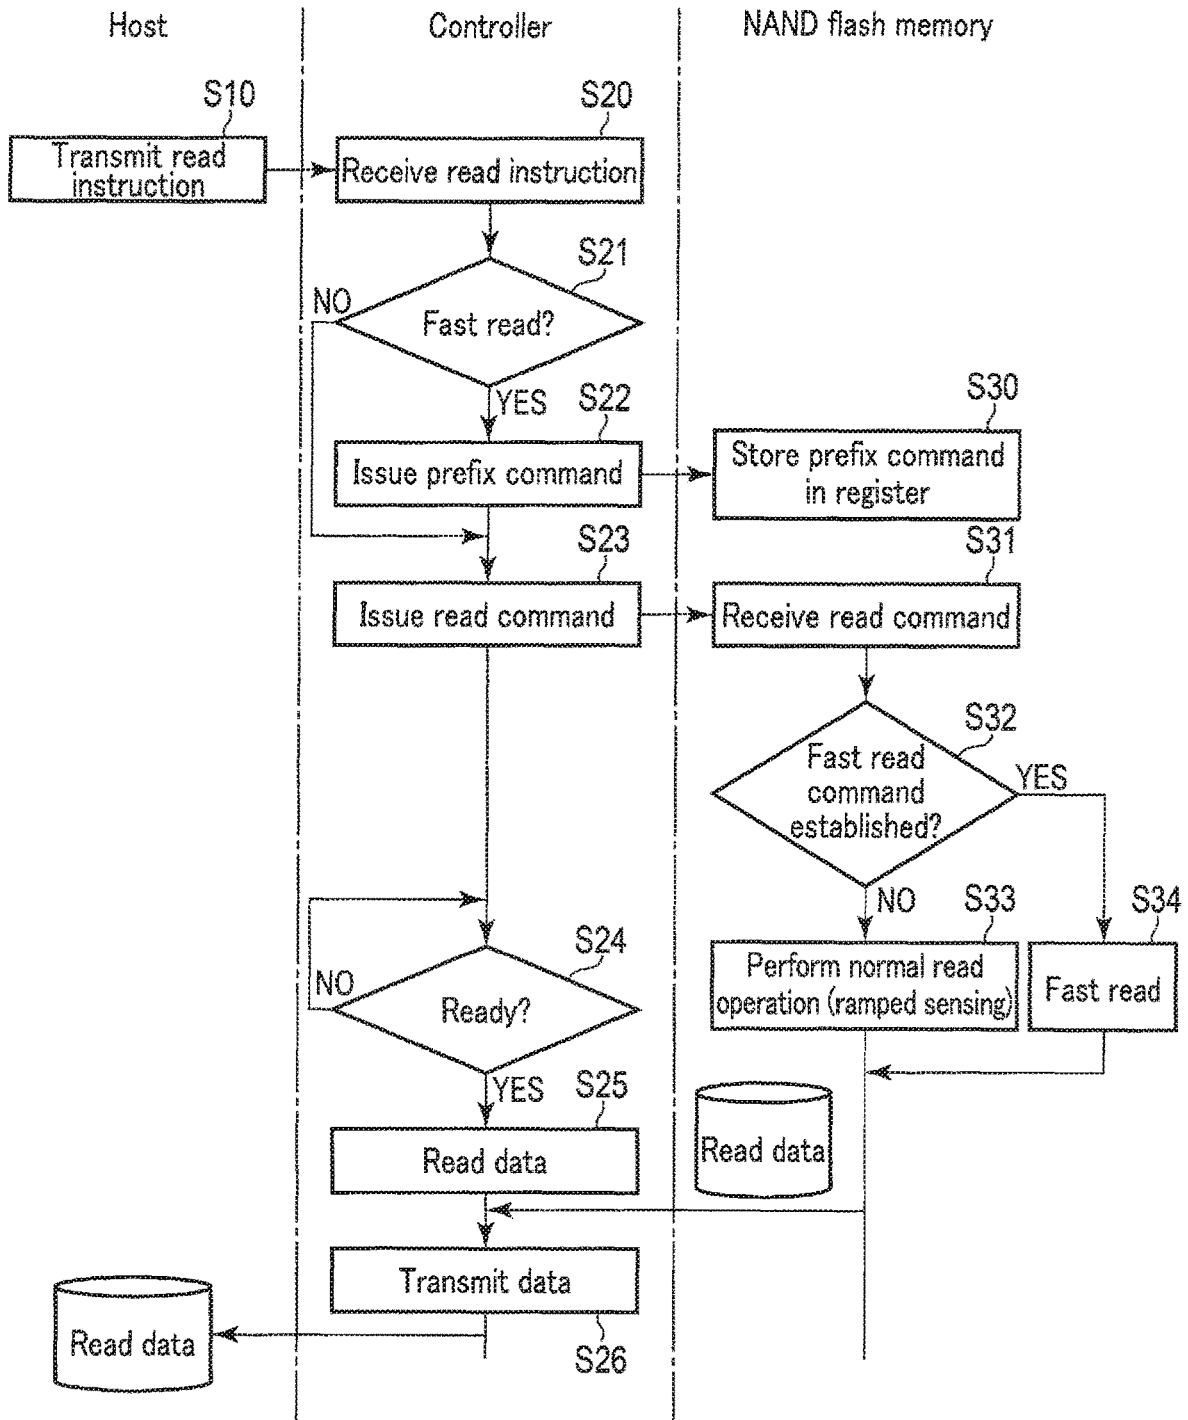 Host
Controller
NAND flash memory
S10
S20
Transmit read
instruction
Receive read instruction
S21
NO
Fast read?
YES
S22
S30
Issue prefix command
Store prefix command
in register
S23
S31
Issue read command
Receive read command
S32
Fast read
command
established?
YES
NO
S33
S34
S24
NO
Ready?
Perform normal read
operation (ramped sensing)
Fast read
YES
S25
Read data
Read data
Transmit data
Read data
S26